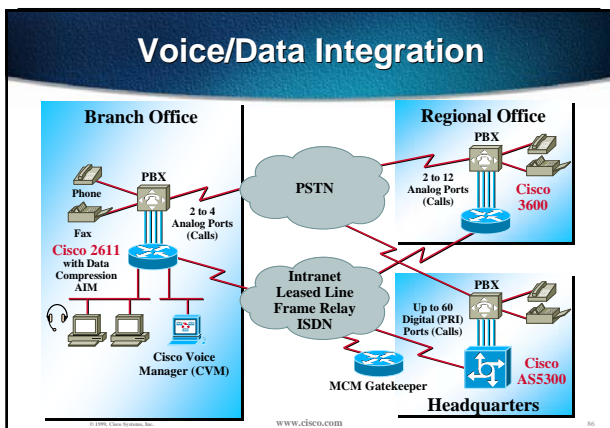 Voice/Data Integration
Branch Office
PBX
Phone
Fax
2 to 4
Analog Ports
(Calls)
Cisco 2611
with Data
Compression
AIM
Cisco Voice
Manager (CVM)
PSTN
Intranet
Leased Line
Frame Relay
ISDN
MCM Gatekeeper
Regional Office
PBX
2 to 12
Analog Ports
(Calls)
Cisco
3600
PBX
Up to 60
Digital (PRI)
Ports (Calls)
Cisco
AS5300
Headquarters
© 1999, Cisco Systems, Inc.
www.cisco.com
86